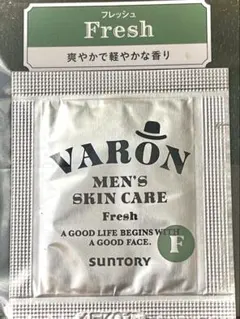 フレッシュ
Fresh
爽やかで軽やかな香り
VARON
MEN'S
SKIN CARE
Fresh
A GOOD LIFE BEGINS WITH
A GOOD FACE.
F
SUNTORY